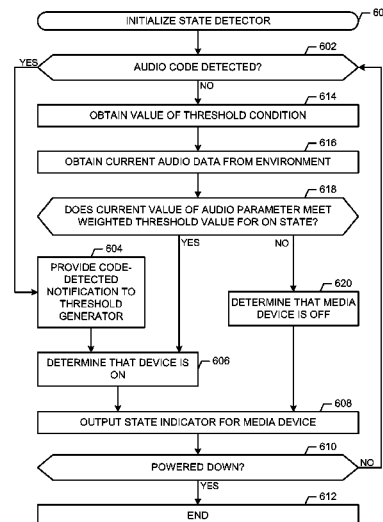 INITIALIZE STATE DETECTOR
60
602
YES
AUDIO CODE DETECTED?
NO
614
OBTAIN VALUE OF THRESHOLD CONDITION
616
OBTAIN CURRENT AUDIO DATA FROM ENVIRONMENT
618
DOES CURRENT VALUE OF AUDIO PARAMETER MEET
WEIGHTED THRESHOLD VALUE FOR ON STATE?
604
YES
NO
PROVIDE CODE-
DETECTED
NOTIFICATION TO
THRESHOLD
GENERATOR
620
DETERMINE THAT MEDIA
DEVICE IS OFF
DETERMINE THAT DEVICE IS
ON
606
608
OUTPUT STATE INDICATOR FOR MEDIA DEVICE
610
POWERED DOWN?
NO
YES
612
END